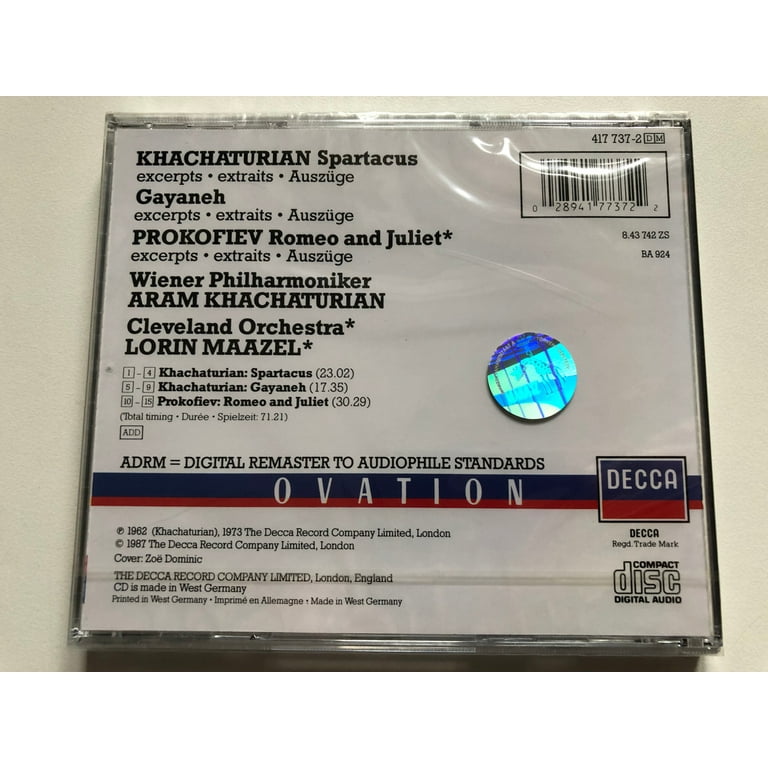 417 737-2 DM
KHACHATURIAN Spartacus
excerpts • extraits • Auszüge
Gayaneh
excerpts • extraits • Auszüge
PROKOFIEV Romeo and Juliet*
excerpts • extraits • Auszüge
Wiener Philharmoniker
ARAM KHACHATURIAN
Cleveland Orchestra*
LORIN MAAZEL*
0 28941 77372 2
8.43 742 ZS
BA 924
1 - 4 Khachaturian: Spartacus (23.02)
5 - 9 Khachaturian: Gayaneh (17.35)
10 - 15 Prokofiev: Romeo and Juliet (30.29)
(Total timing • Durée • Spielzeit: 71.21)
ADD
ADRM = DIGITAL REMASTER TO AUDIOPHILE STANDARDS
OVATION
DECCA
DECCA
Regd. Trade Mark
℗ 1962 (Khachaturian), 1973 The Decca Record Company Limited, London
© 1987 The Decca Record Company Limited, London
Cover: Zoë Dominic
THE DECCA RECORD COMPANY LIMITED, London, England
CD is made in West Germany
Printed in West Germany • Imprimé en Allemagne • Made in West Germany
COMPACT
disc
DIGITAL AUDIO